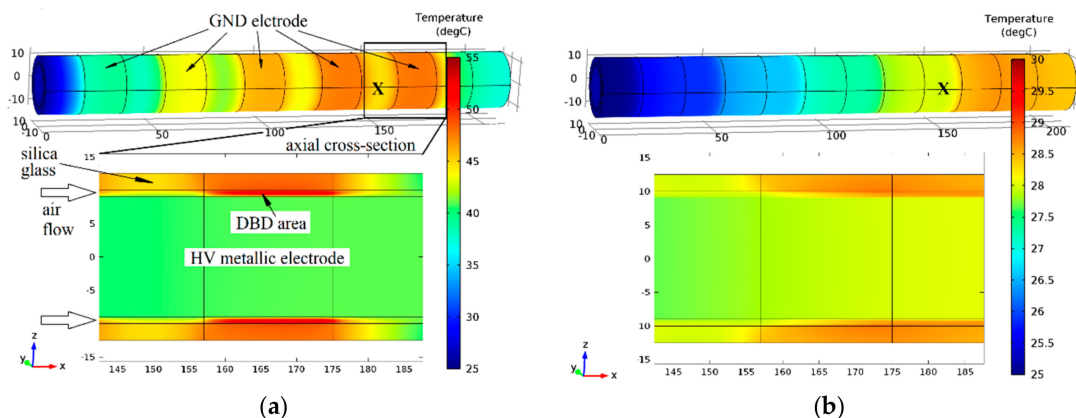 GND elctrode
Temperature
(degC)
10
0
-10
10
-10
0
50
100
150
X
axial cross-section
55
50
45
40
35
30
25
silica
glass
air
flow
15
5
0
-5
-15
DBD area
HV metallic electrode
145 150 155 160 165 170 175 180 185
z
y
x
(a)
Temperature
(degC)
10
0
-10
10
-10
0
50
100
150
200
X
30
29.5
29
28.5
28
27.5
27
26.5
26
25.5
25
15
10
5
0
-5
10
15
145 150 155 160 165 170 175 180 185
z
y
x
(b)